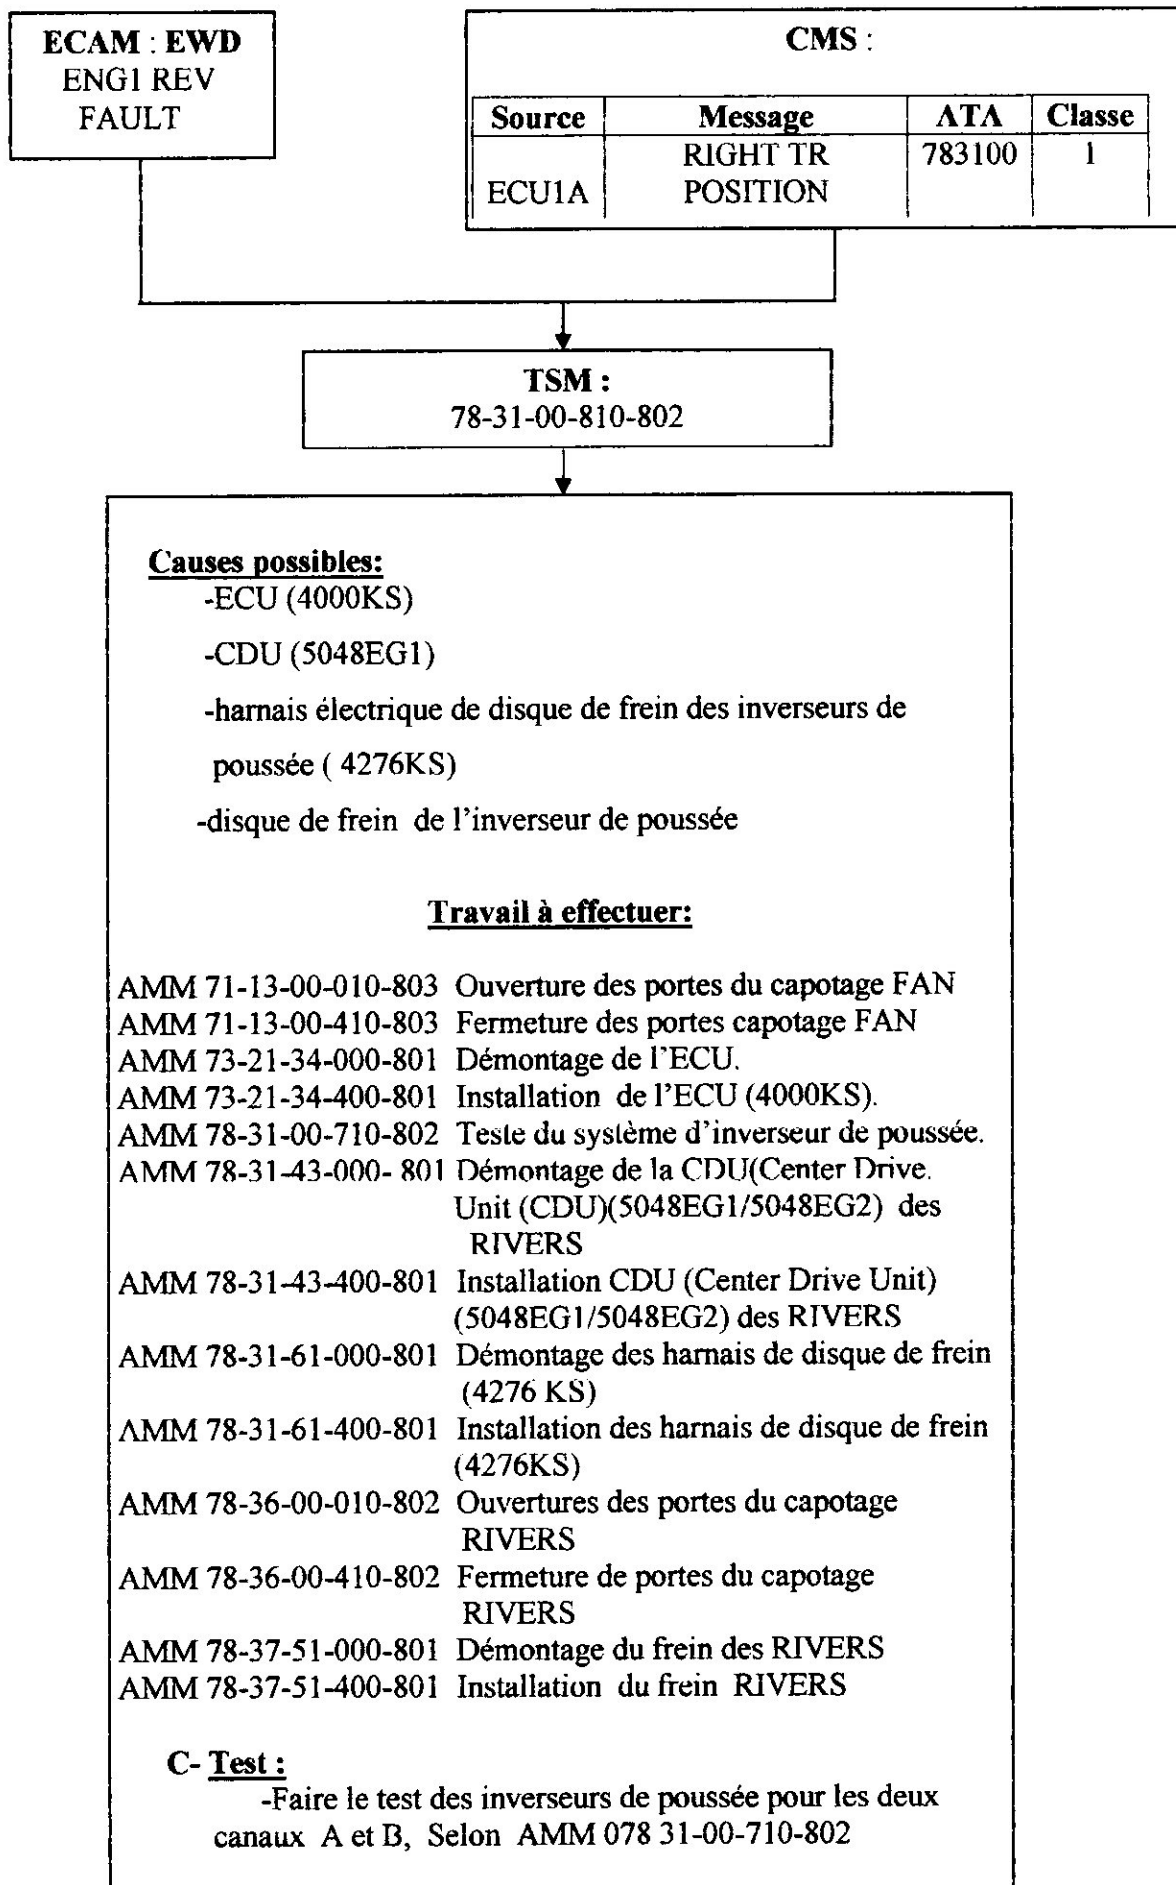 ECAM : EWD
ENG1 REV
FAULT
CMS :
Source Message ATA Classe
RIGHT TR 783100 1
ECU1A POSITION
TSM :
78-31-00-810-802
Causes possibles:
-ECU (4000KS)
-CDU (5048EG1)
-harnais électrique de disque de frein des inverseurs de
poussée ( 4276KS)
-disque de frein de l'inverseur de poussée
Travail à effectuer:
AMM 71-13-00-010-803 Ouverture des portes du capotage FAN
AMM 71-13-00-410-803 Fermeture des portes capotage FAN
AMM 73-21-34-000-801 Démontage de l'ECU.
AMM 73-21-34-400-801 Installation de l'ECU (4000KS).
AMM 78-31-00-710-802 Teste du système d'inverseur de poussée.
AMM 78-31-43-000- 801 Démontage de la CDU(Center Drive.
Unit (CDU)(5048EG1/5048EG2) des
RIVERS
AMM 78-31-43-400-801 Installation CDU (Center Drive Unit)
(5048EG1/5048EG2) des RIVERS
AMM 78-31-61-000-801 Démontage des harnais de disque de frein
(4276 KS)
AMM 78-31-61-400-801 Installation des harnais de disque de frein
(4276KS)
AMM 78-36-00-010-802 Ouvertures des portes du capotage
RIVERS
AMM 78-36-00-410-802 Fermeture de portes du capotage
RIVERS
AMM 78-37-51-000-801 Démontage du frein des RIVERS
AMM 78-37-51-400-801 Installation du frein RIVERS
C- Test :
-Faire le test des inverseurs de poussée pour les deux
canaux A et B, Selon AMM 078 31-00-710-802